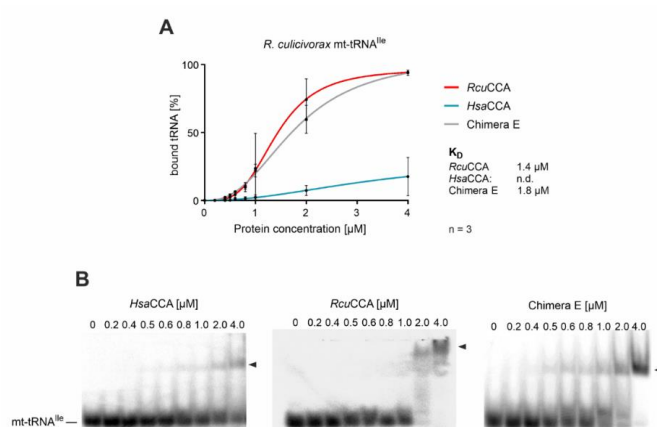 A
R. culicivorax mt-tRNAIle
100
50
0
bound tRNA [%]
0 1 2 3 4
Protein concentration [µM]
RcuCCA
HsaCCA
Chimera E
KD
RcuCCA 1.4 µM
HsaCCA: n.d.
Chimera E 1.8 µM
n = 3
B
HsaCCA [µM] RcuCCA [µM] Chimera E [µM]
0 0.2 0.4 0.5 0.6 0.8 1.0 2.0 4.0 0 0.2 0.4 0.5 0.6 0.8 1.0 2.0 4.0 0 0.2 0.4 0.5 0.6 0.8 1.0 2.0 4.0
mt-tRNAIle